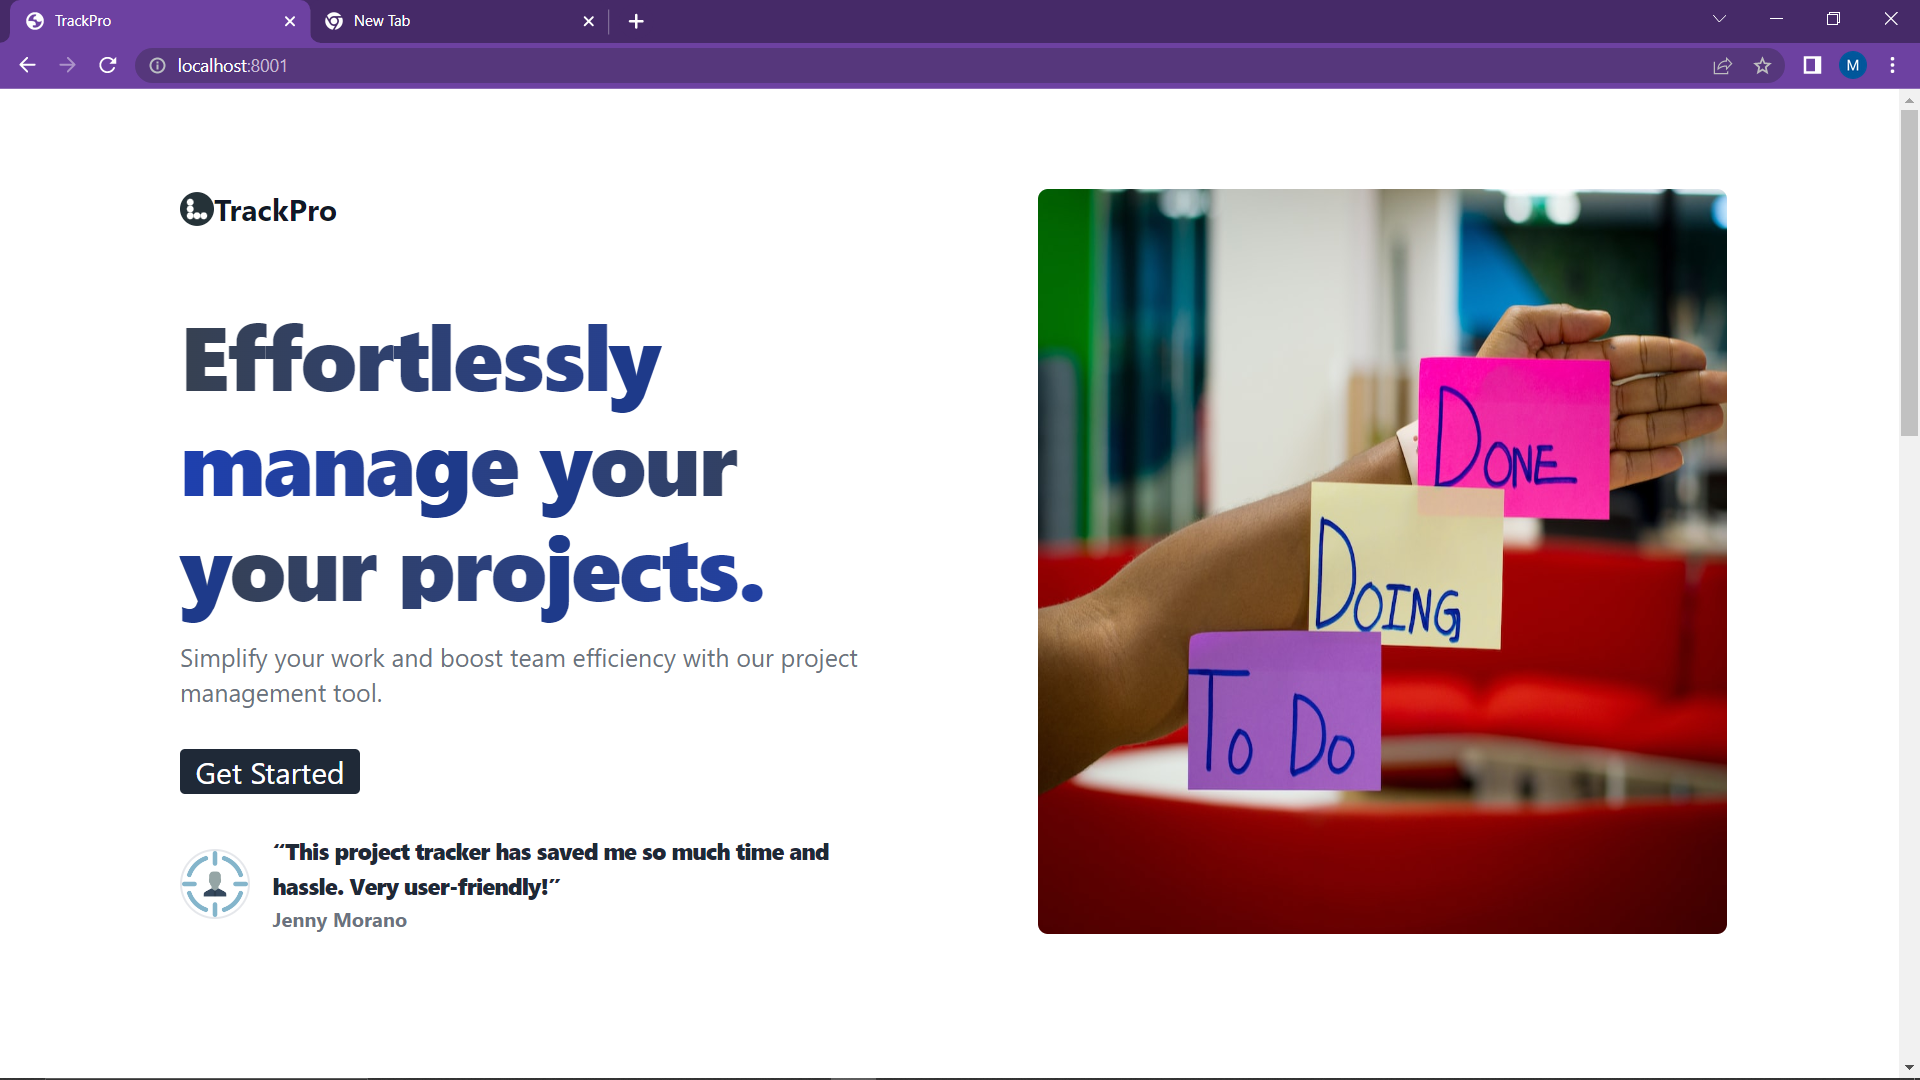 TrackPro
New Tab
localhost:8001
M
TrackPro
Effortlessly
manage your
your projects.
Simplify your work and boost team efficiency with our project
management tool.
Get Started
“This project tracker has saved me so much time and
hassle. Very user-friendly!”
Jenny Morano
DONE
DOING
TO DO